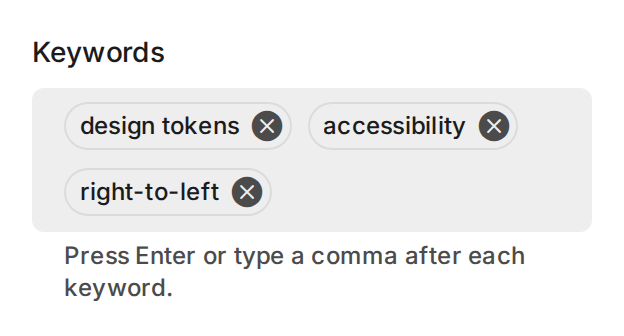 Keywords
design tokens
accessibility
right-to-left
Press Enter or type a comma after each
keyword.